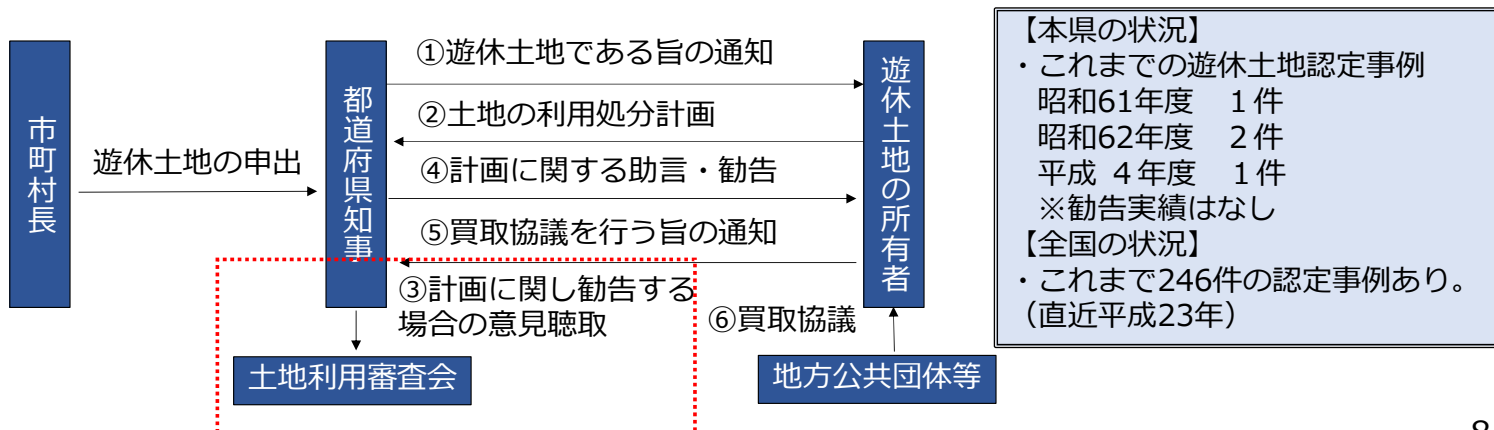 市町村長
遊休土地の申出
都道府県知事
①遊休土地である旨の通知
②土地の利用処分計画
④計画に関する助言・勧告
⑤買取協議を行う旨の通知
③計画に関し勧告する
場合の意見聴取
⑥買取協議
遊休土地の所有者
土地利用審査会
地方公共団体等
【本県の状況】
・これまでの遊休土地認定事例
昭和61年度 1件
昭和62年度 2件
平成 4年度 1件
※勧告実績はなし
【全国の状況】
・これまで246件の認定事例あり。
(直近平成23年)